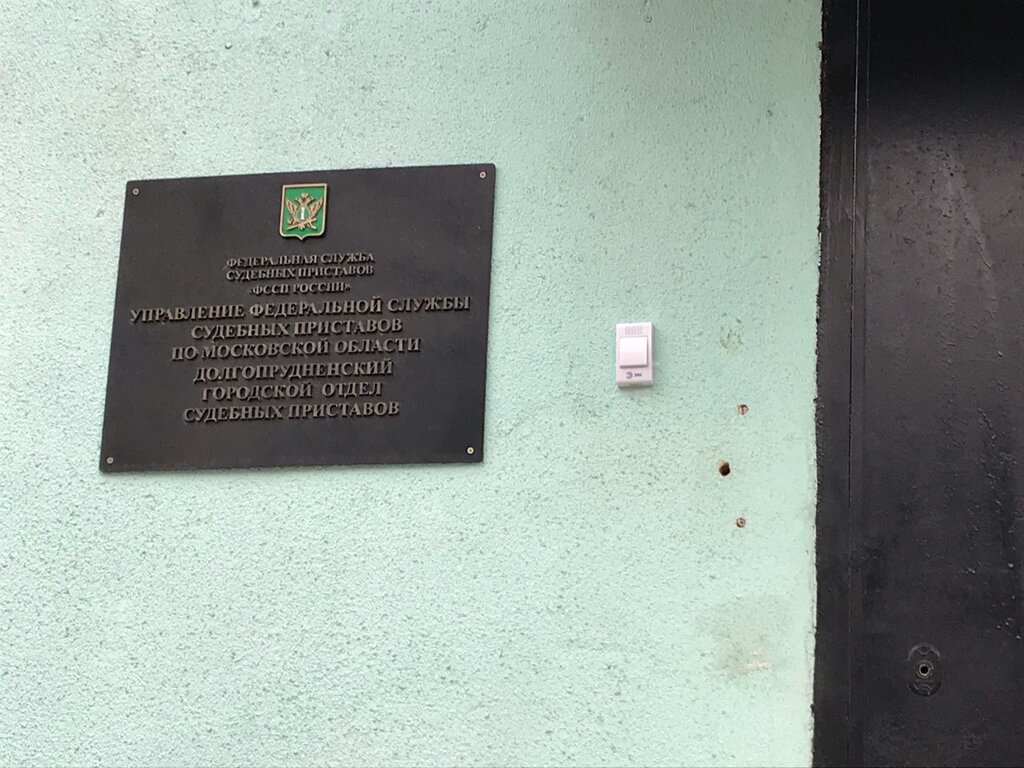 ФЕДЕРАЛЬНАЯ СЛУЖБА
СУДЕБНЫХ ПРИСТАВОВ
«ФССП РОССИИ»
УПРАВЛЕНИЕ ФЕДЕРАЛЬНОЙ СЛУЖБЫ
СУДЕБНЫХ ПРИСТАВОВ
ПО МОСКОВСКОЙ ОБЛАСТИ
ДОЛГОПРУДНЕНСКИЙ
ГОРОДСКОЙ ОТДЕЛ
СУДЕБНЫХ ПРИСТАВОВ